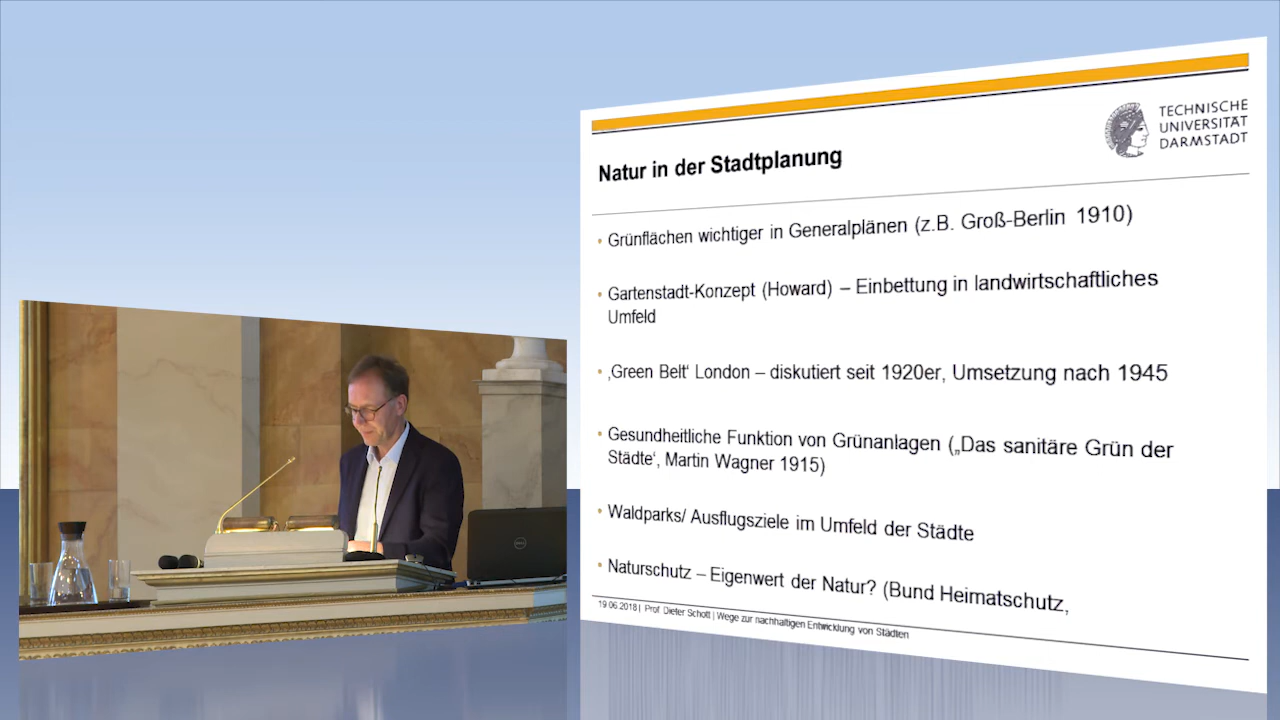 TECHNISCHE
UNIVERSITÄT
DARMSTADT
Natur in der Stadtplanung
• Grünflächen wichtiger in Generalplänen (z.B. Groß-Berlin 1910)
• Gartenstadt-Konzept (Howard) – Einbettung in landwirtschaftliches
Umfeld
• ‚Green Belt‘ London – diskutiert seit 1920er, Umsetzung nach 1945
• Gesundheitliche Funktion von Grünanlagen („Das sanitäre Grün der
Städte‘, Martin Wagner 1915)
• Waldparks/ Ausflugsziele im Umfeld der Städte
• Naturschutz – Eigenwert der Natur? (Bund Heimatschutz,
19.06.2018 | Prof Dieter Schott | Wege zur nachhaltigen Entwicklung von Städten
DELL